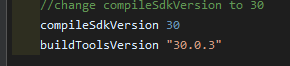 //change compileSdkVersion to 30
compileSdkVersion 30
buildToolsVersion "30.0.3"